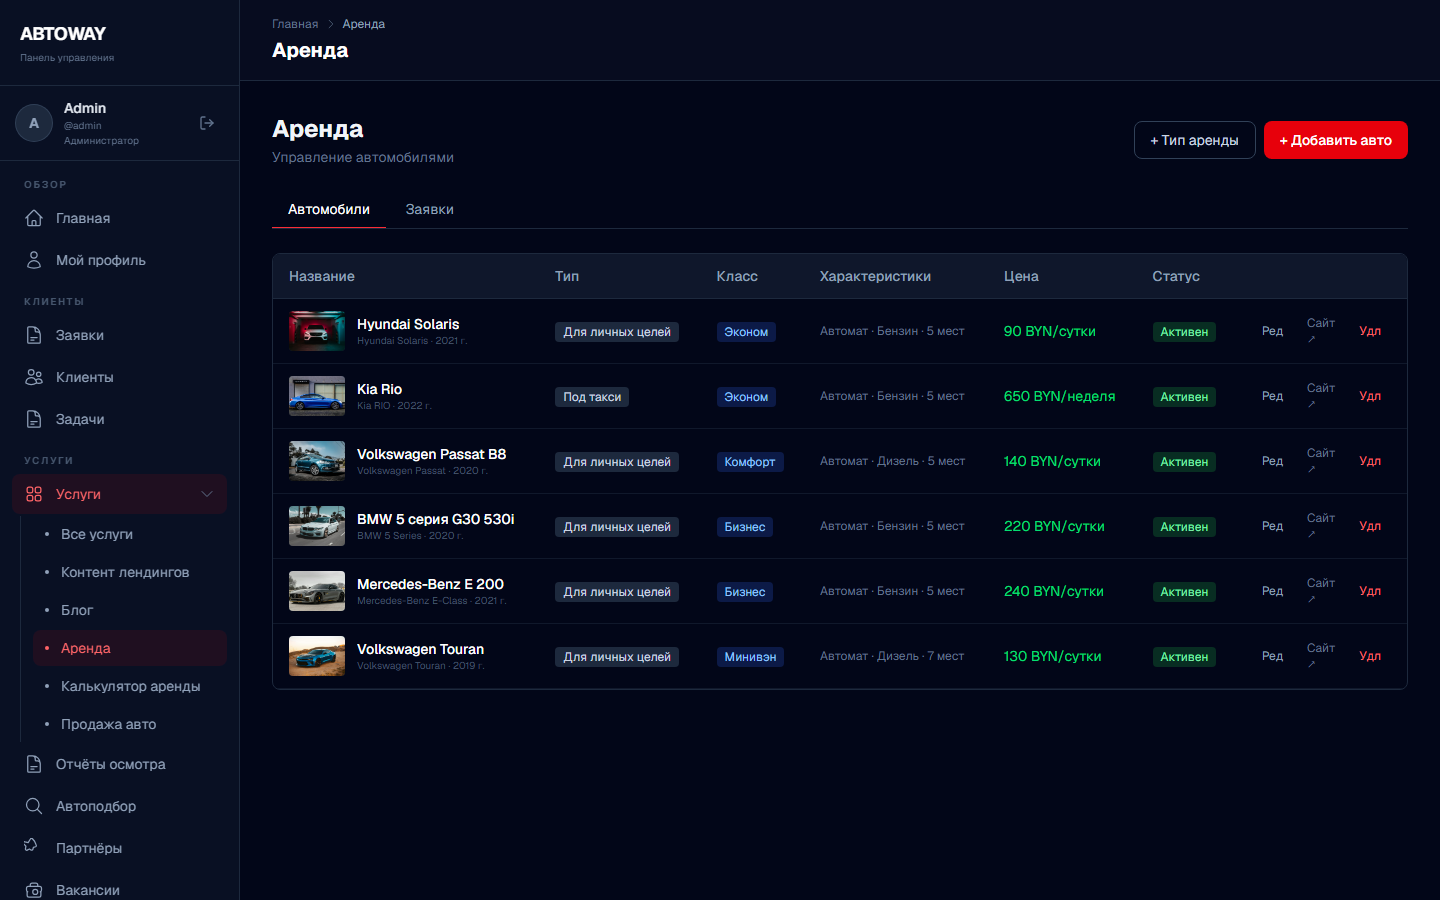 АВТОWAY
Панель управления
A
Admin
@admin
Администратор
ОБЗОР
Главная
Мой профиль
КЛИЕНТЫ
Заявки
Клиенты
Задачи
УСЛУГИ
Услуги
Все услуги
Контент лендингов
Блог
Аренда
Калькулятор аренды
Продажа авто
Отчёты осмотра
Автоподбор
Партнёры
Вакансии
Главная > Аренда
Аренда
Аренда
Управление автомобилями
+ Тип аренды
+ Добавить авто
Автомобили Заявки
Название Тип Класс Характеристики Цена Статус
Hyundai Solaris
Hyundai Solaris · 2021 г.
Для личных целей Эконом Автомат · Бензин · 5 мест 90 BYN/сутки Активен Ред Сайт ↗ Удл
Kia Rio
Kia RIO · 2022 г.
Под такси Эконом Автомат · Бензин · 5 мест 650 BYN/неделя Активен Ред Сайт ↗ Удл
Volkswagen Passat B8
Volkswagen Passat · 2020 г.
Для личных целей Комфорт Автомат · Дизель · 5 мест 140 BYN/сутки Активен Ред Сайт ↗ Удл
BMW 5 серия G30 530i
BMW 5 Series · 2020 г.
Для личных целей Бизнес Автомат · Бензин · 5 мест 220 BYN/сутки Активен Ред Сайт ↗ Удл
Mercedes-Benz E 200
Mercedes-Benz E-Class · 2021 г.
Для личных целей Бизнес Автомат · Бензин · 5 мест 240 BYN/сутки Активен Ред Сайт ↗ Удл
Volkswagen Touran
Volkswagen Touran · 2019 г.
Для личных целей Минивэн Автомат · Дизель · 7 мест 130 BYN/сутки Активен Ред Сайт ↗ Удл